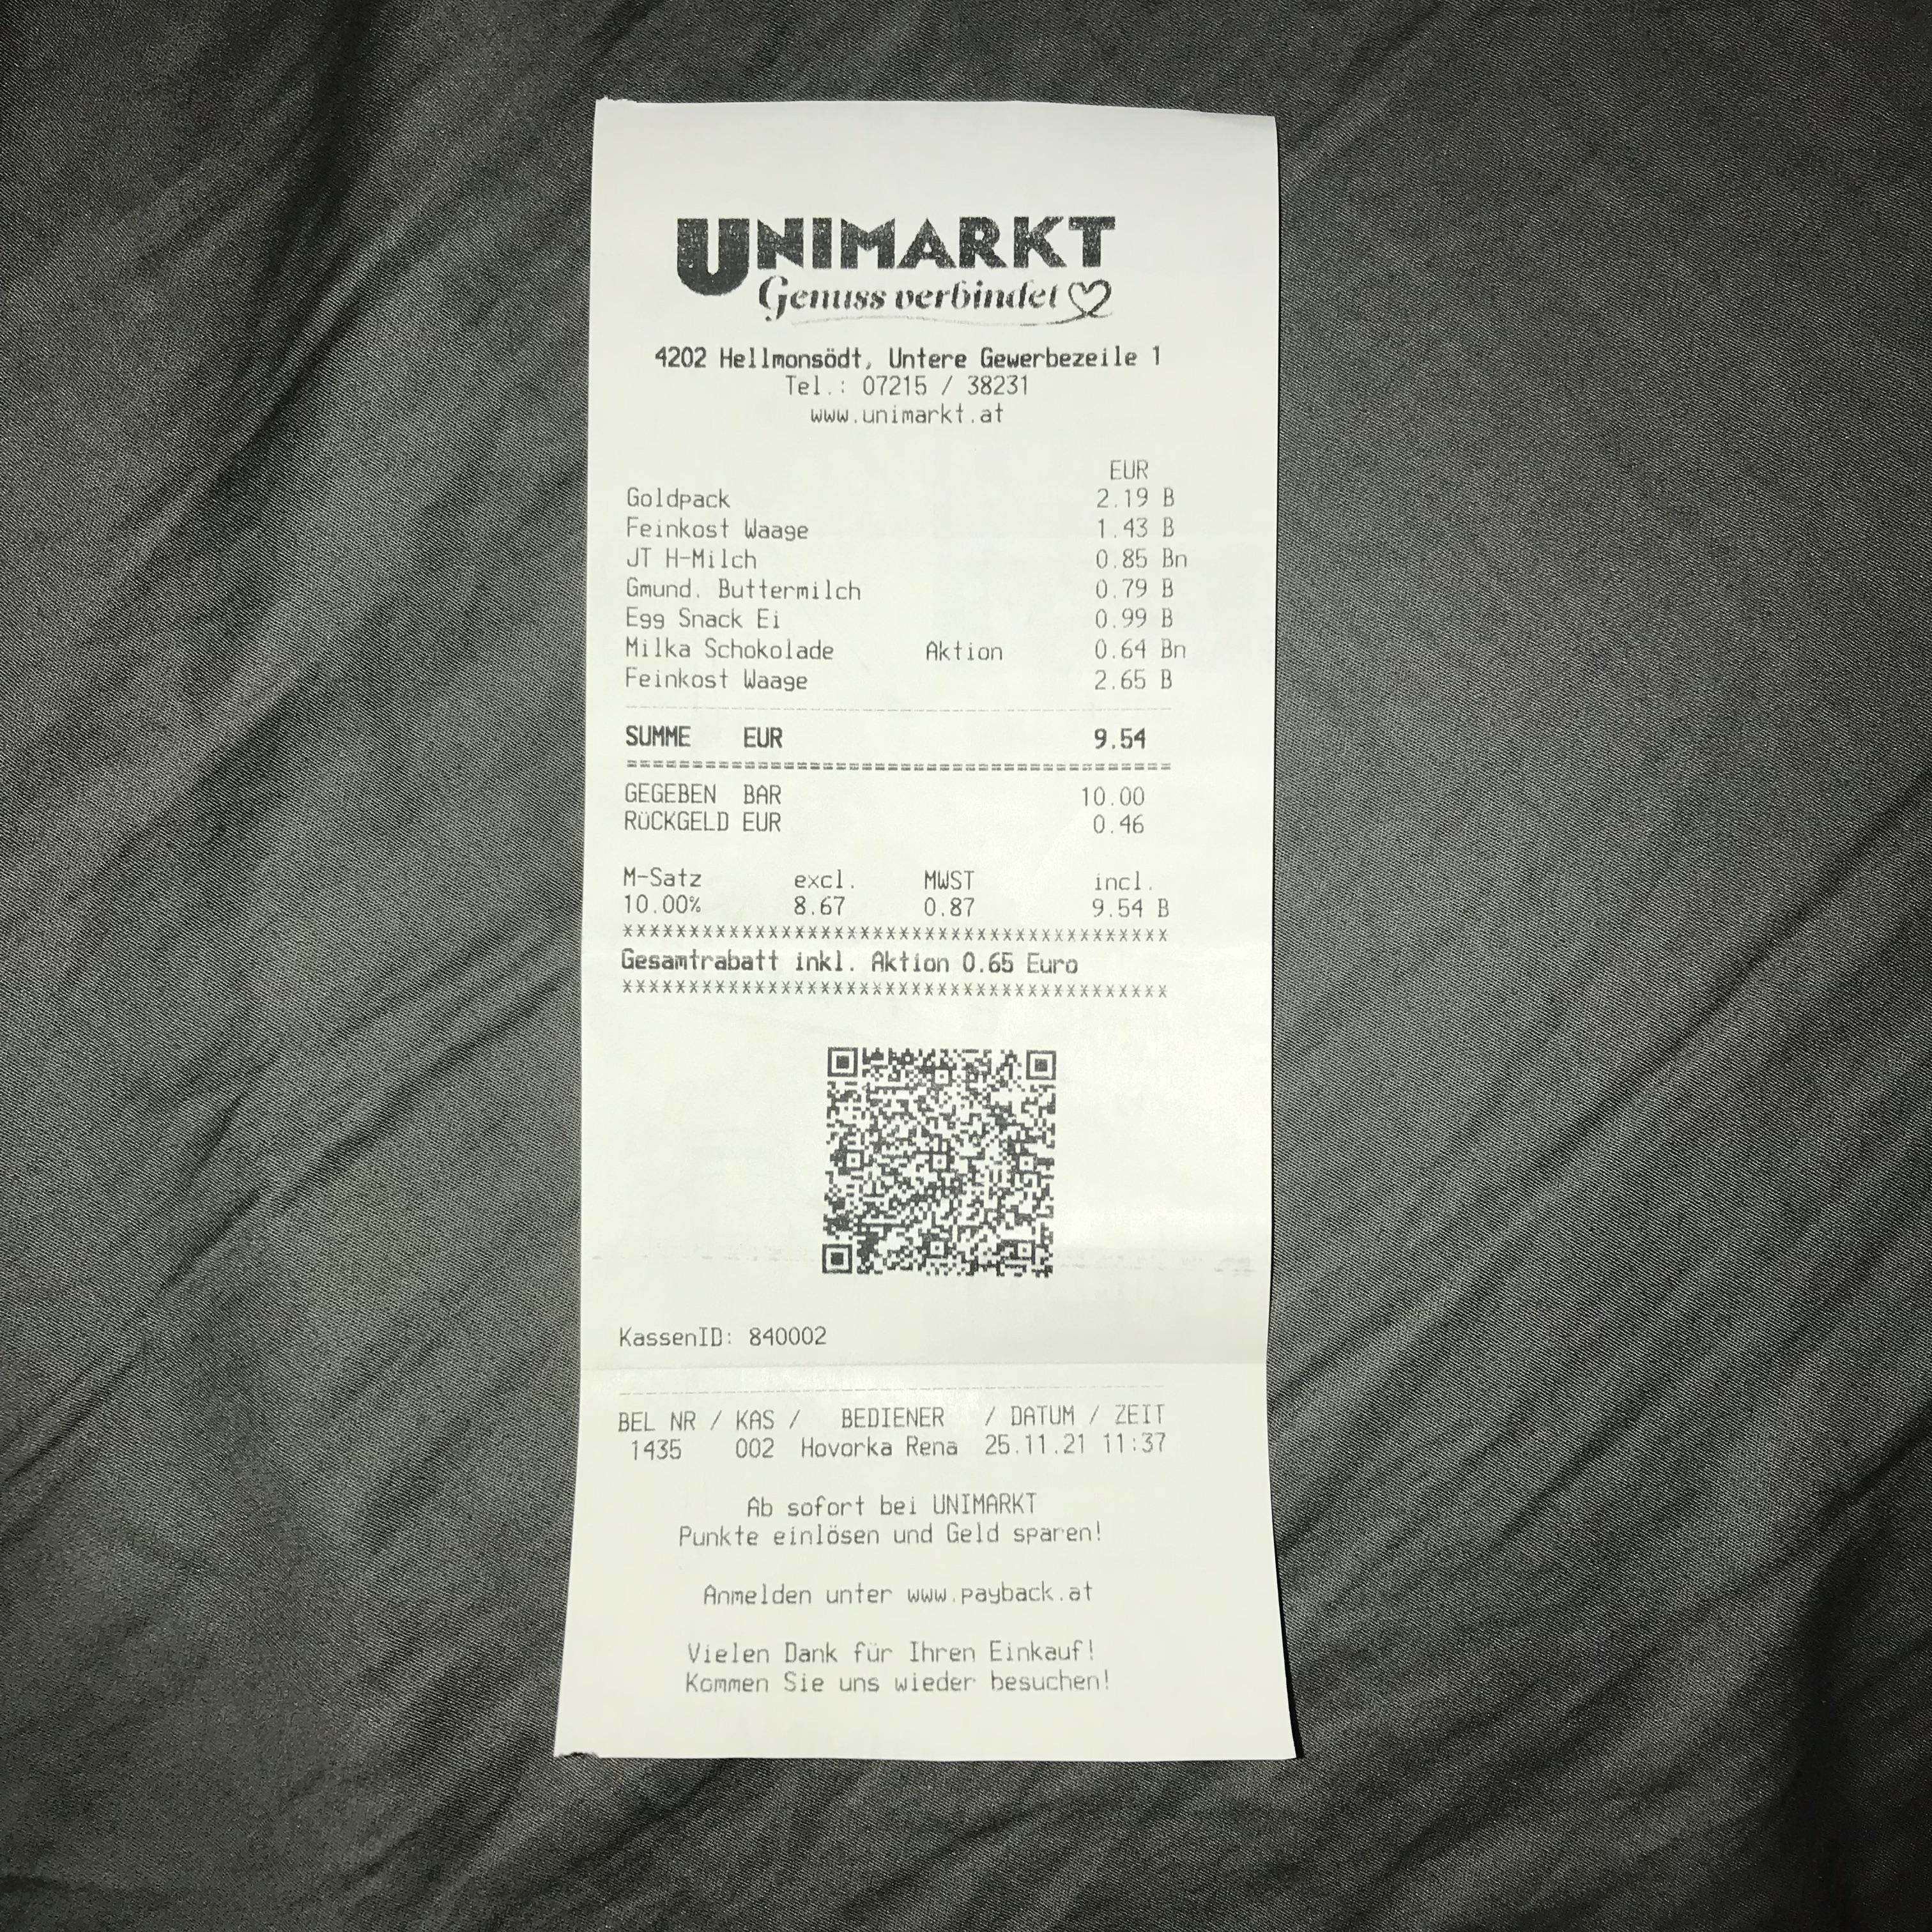 UNIMARKT
Genuss verbindet
4202 Hellmonsödt, Untere Gewerbezeile 1
Tel.: 07215 / 38231
www.unimarkt.at
EUR
Goldpack 2.19 B
Feinkost Waage 1.43 B
JT H-Milch 0.85 Bn
Gmund. Buttermilch 0.79 B
Egg Snack Ei 0.99 B
Milka Schokolade Aktion 0.64 Bn
Feinkost Waage 2.65 B
SUMME EUR 9.54
========================================
GEGEBEN BAR 10.00
RÜCKGELD EUR 0.46
M-Satz excl. MWST incl.
10.00% 8.67 0.87 9.54 B
******************************************
Gesamtrabatt inkl. Aktion 0.65 Euro
******************************************
KassenID: 840002
BEL NR / KAS / BEDIENER / DATUM / ZEIT
1435 002 Hovorka Rena 25.11.21 11:37
Ab sofort bei UNIMARKT
Punkte einlösen und Geld sparen!
Anmelden unter www.payback.at
Vielen Dank für Ihren Einkauf!
Kommen Sie uns wieder besuchen!